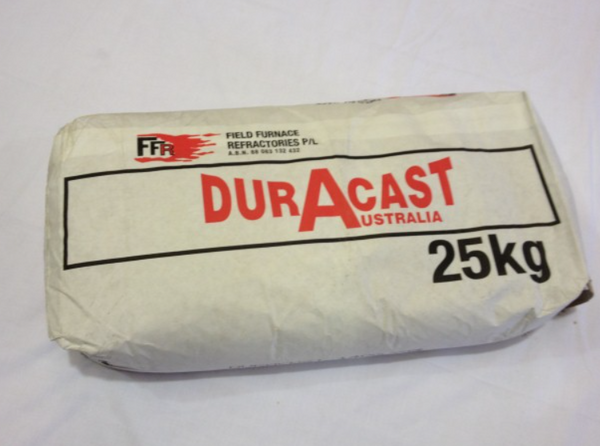 FFR
FIELD FURNACE
REFRACTORIES P/L
DURACAST
AUSTRALIA
25kg